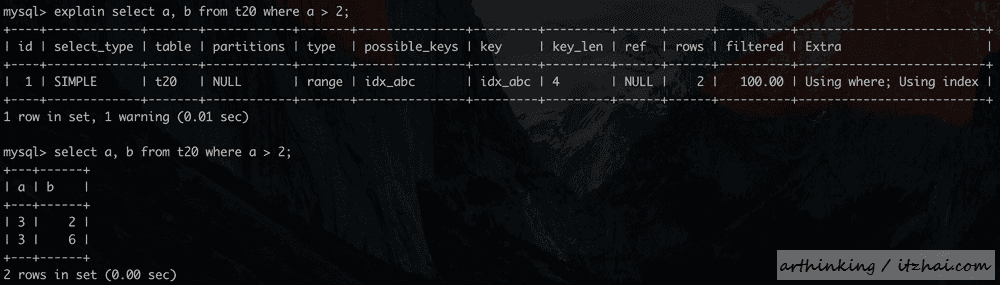 mysql> explain select a, b from t20 where a > 2;
+----+-------------+-------+------------+-------+---------------+---------+---------+------+------+----------+--------------------------+
| id | select_type | table | partitions | type  | possible_keys | key     | key_len | ref  | rows | filtered | Extra                    |
+----+-------------+-------+------------+-------+---------------+---------+---------+------+------+----------+--------------------------+
|  1 | SIMPLE      | t20   | NULL       | range | idx_abc       | idx_abc | 4       | NULL |    2 |   100.00 | Using where; Using index |
+----+-------------+-------+------------+-------+---------------+---------+---------+------+------+----------+--------------------------+
1 row in set, 1 warning (0.01 sec)
mysql> select a, b from t20 where a > 2;
+---+------+
| a | b    |
+---+------+
| 3 |    2 |
| 3 |    6 |
+---+------+
2 rows in set (0.00 sec)
arthinking / itzhai.com